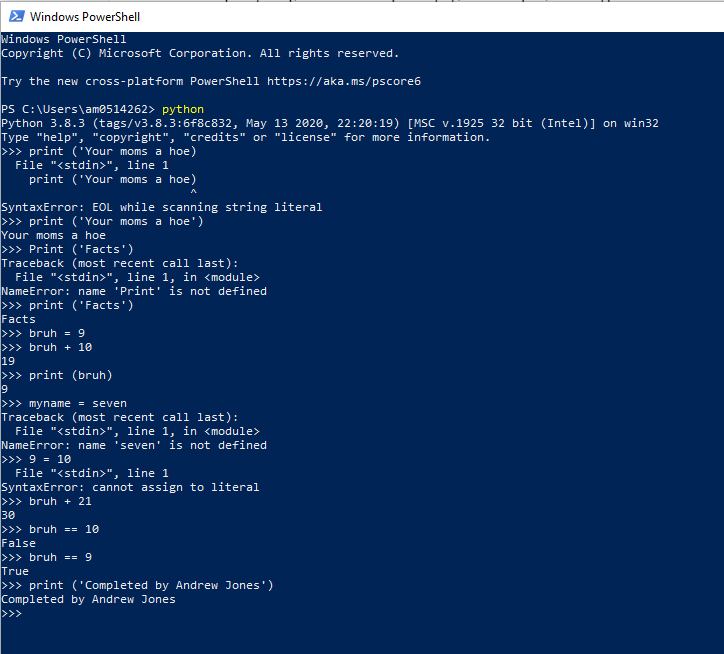 Windows PowerShell
Windows PowerShell
Copyright (C) Microsoft Corporation. All rights reserved.
Try the new cross-platform PowerShell https://aka.ms/pscore6
PS C:\Users\am0514262> python
Python 3.8.3 (tags/v3.8.3:6f8c832, May 13 2020, 22:20:19) [MSC v.1925 32 bit (Intel)] on win32
Type "help", "copyright", "credits" or "license" for more information.
>>> print ('Your moms a hoe)
  File "<stdin>", line 1
    print ('Your moms a hoe)
                           ^
SyntaxError: EOL while scanning string literal
>>> print ('Your moms a hoe')
Your moms a hoe
>>> Print ('Facts')
Traceback (most recent call last):
  File "<stdin>", line 1, in <module>
NameError: name 'Print' is not defined
>>> print ('Facts')
Facts
>>> bruh = 9
>>> bruh + 10
19
>>> print (bruh)
9
>>> myname = seven
Traceback (most recent call last):
  File "<stdin>", line 1, in <module>
NameError: name 'seven' is not defined
>>> 9 = 10
  File "<stdin>", line 1
SyntaxError: cannot assign to literal
>>> bruh + 21
30
>>> bruh == 10
False
>>> bruh == 9
True
>>> print ('Completed by Andrew Jones')
Completed by Andrew Jones
>>>